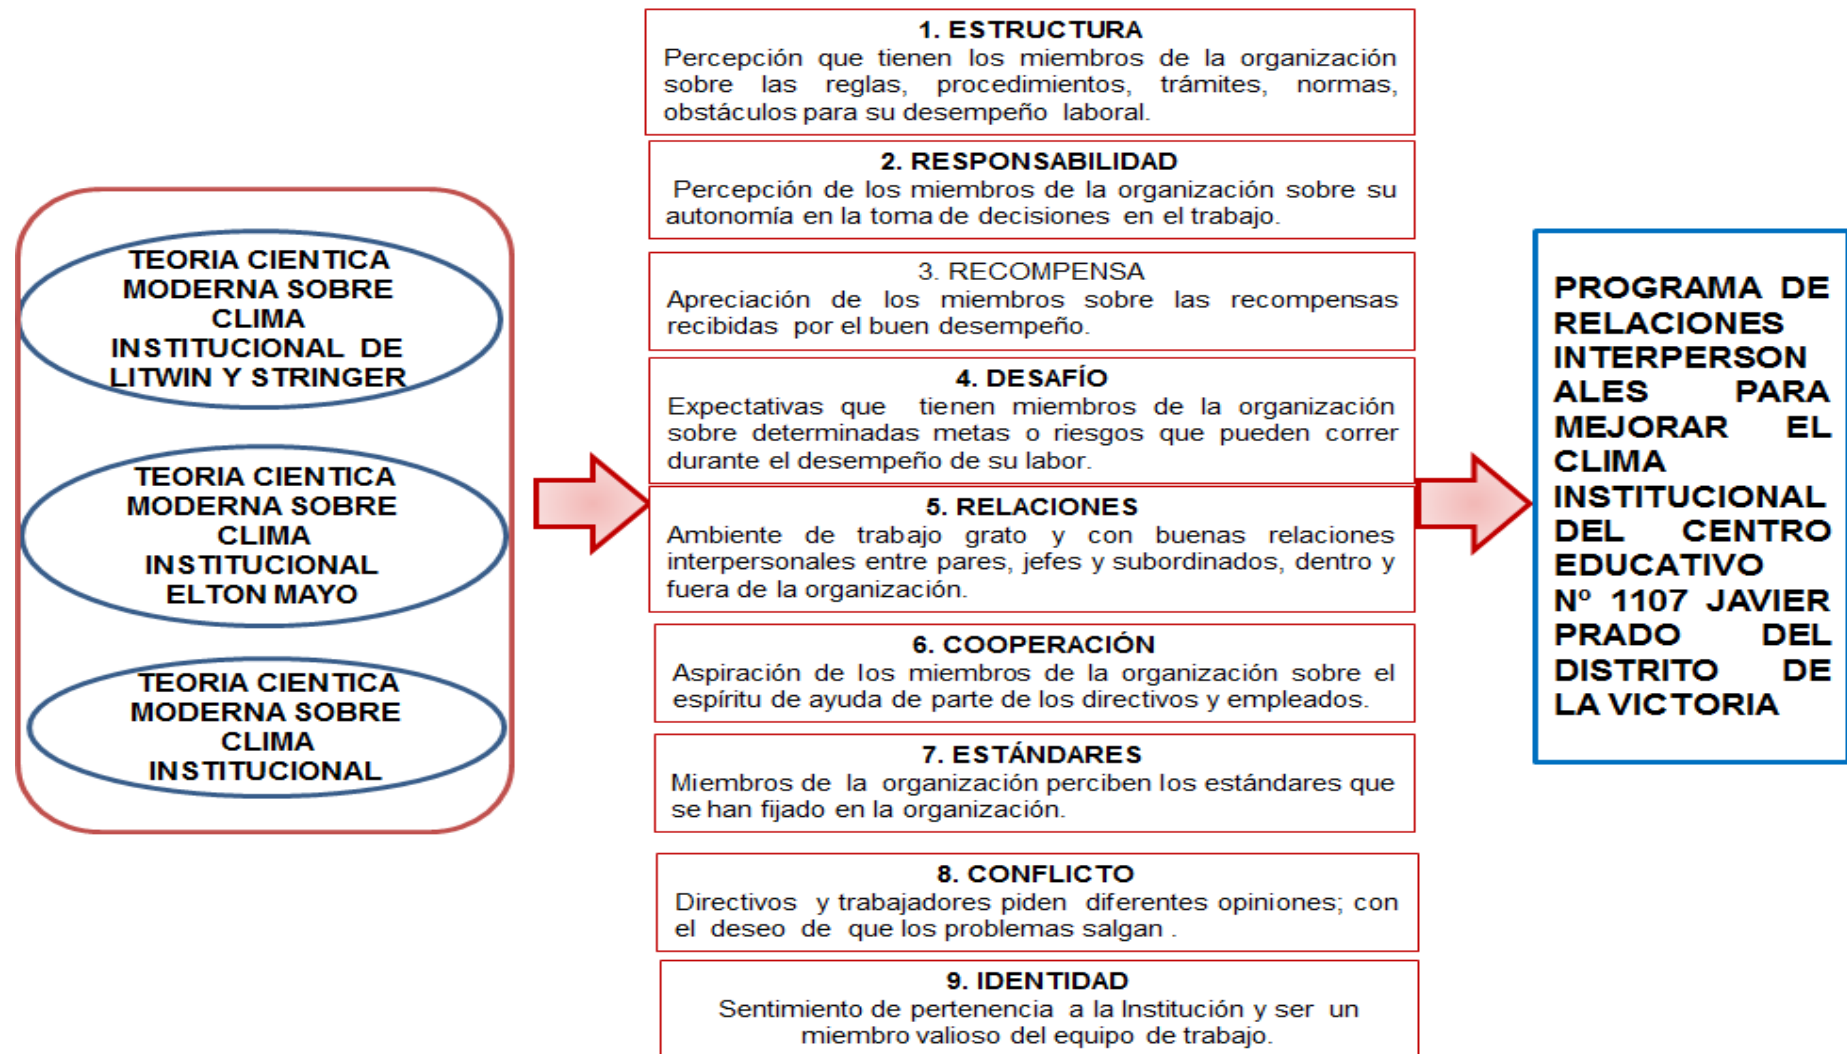 TEORIA CIENTICA
MODERNA SOBRE
CLIMA
INSTITUCIONAL DE
LITWIN Y STRINGER
TEORIA CIENTICA
MODERNA SOBRE
CLIMA
INSTITUCIONAL
ELTON MAYO
TEORIA CIENTICA
MODERNA SOBRE
CLIMA
INSTITUCIONAL
1. ESTRUCTURA
Percepción que tienen los miembros de la organización
sobre las reglas, procedimientos, trámites, normas,
obstáculos para su desempeño laboral.
2. RESPONSABILIDAD
Percepción de los miembros de la organización sobre su
autonomía en la toma de decisiones en el trabajo.
3. RECOMPENSA
Apreciación de los miembros sobre las recompensas
recibidas por el buen desempeño.
4. DESAFÍO
Expectativas que tienen miembros de la organización
sobre determinadas metas o riesgos que pueden correr
durante el desempeño de su labor.
5. RELACIONES
Ambiente de trabajo grato y con buenas relaciones
interpersonales entre pares, jefes y subordinados, dentro y
fuera de la organización.
6. COOPERACIÓN
Aspiración de los miembros de la organización sobre el
espíritu de ayuda de parte de los directivos y empleados.
7. ESTÁNDARES
Miembros de la organización perciben los estándares que
se han fijado en la organización.
8. CONFLICTO
Directivos y trabajadores piden diferentes opiniones; con
el deseo de que los problemas salgan .
9. IDENTIDAD
Sentimiento de pertenencia a la Institución y ser un
miembro valioso del equipo de trabajo.
PROGRAMA DE
RELACIONES
INTERPERSON
ALES PARA
MEJORAR EL
CLIMA
INSTITUCIONAL
DEL CENTRO
EDUCATIVO
Nº 1107 JAVIER
PRADO DEL
DISTRITO DE
LA VICTORIA